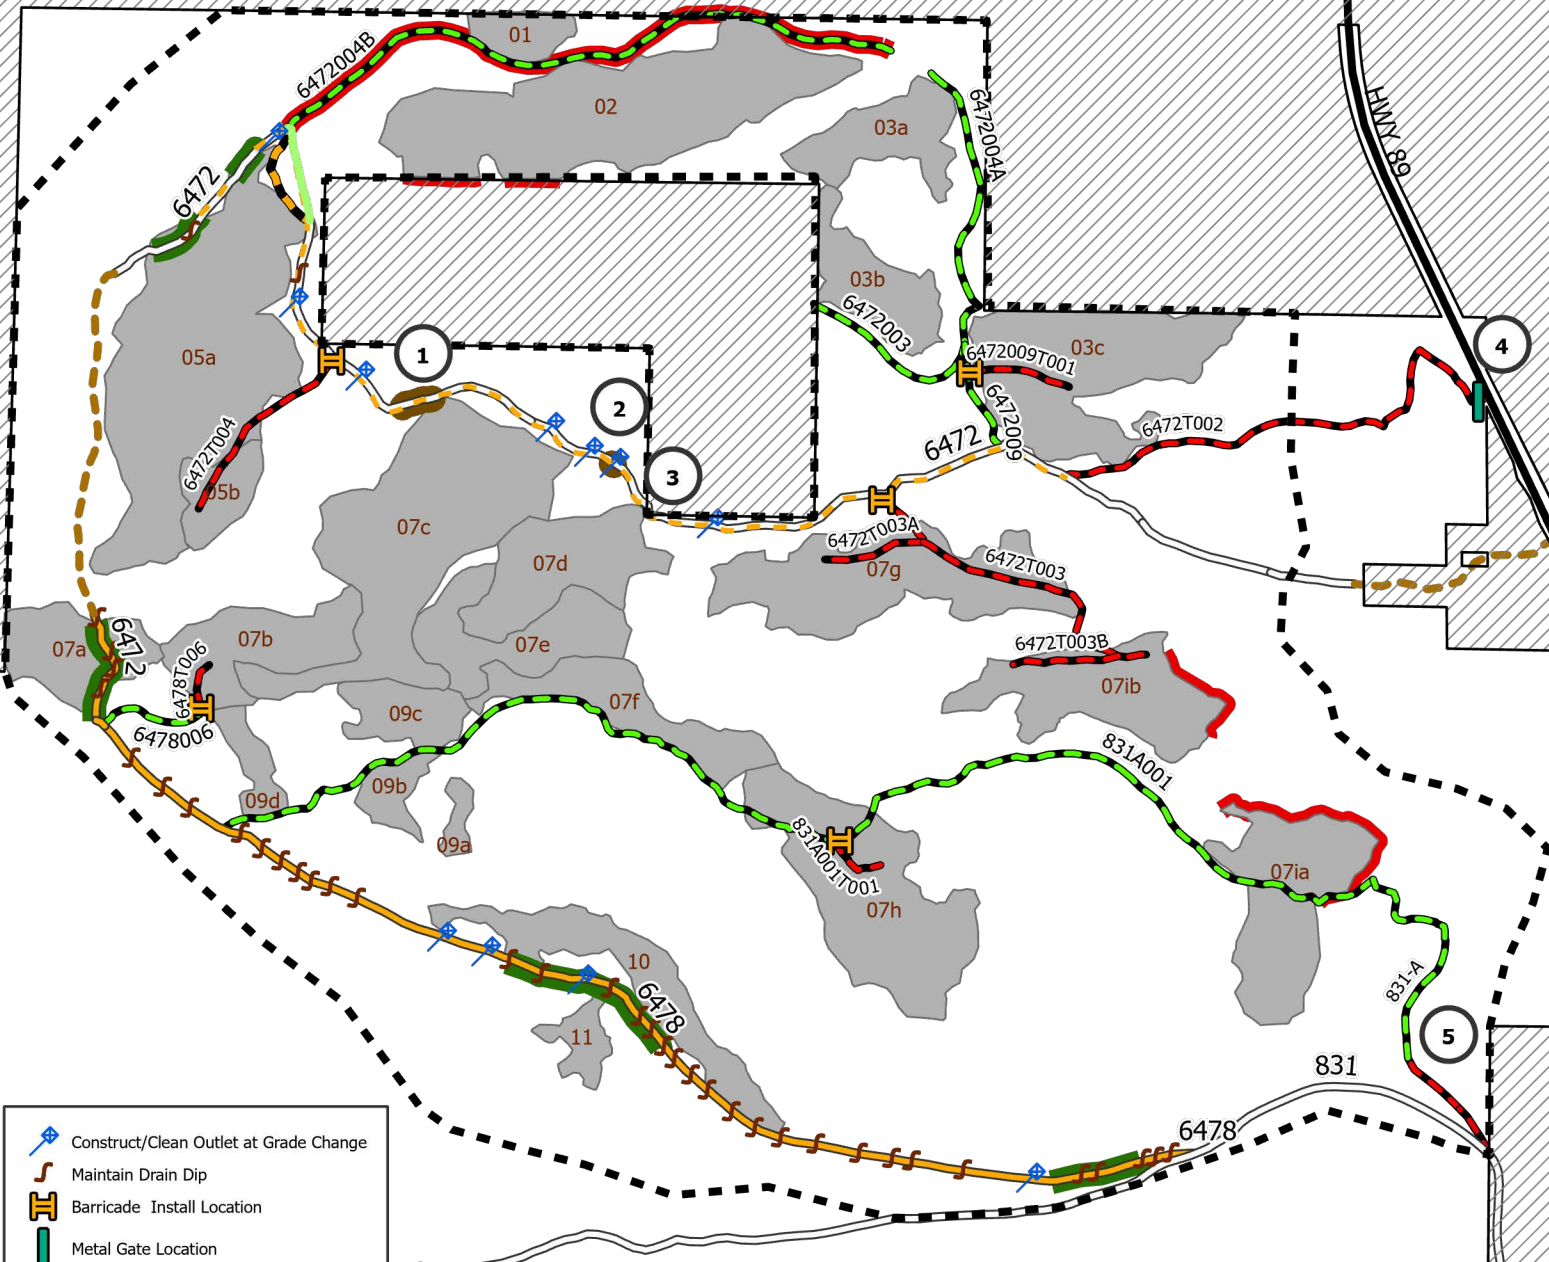 01
6472004B
02
HWY 89
03a
6472004A
6472
03b
6472003
4
1
6472009T001
03c
05a
2
6472009
6472T002
6472
6472T004
3
05b
07c
6472T003A
07d
07g
6472T003
07a
6472
07b
07e
6472T003B
6478T006
07ib
07f
09c
6478006
831A001
09b
09d
09a
831A001T001
07ia
07h
10
831-A
6478
11
5
831
6478
Construct/Clean Outlet at Grade Change
Maintain Drain Dip
Barricade Install Location
Metal Gate Location